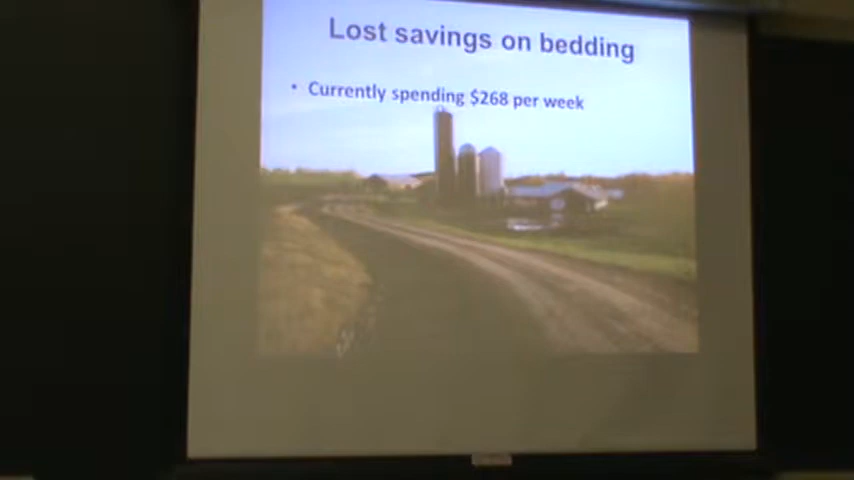 Lost savings on bedding
• Currently spending $268 per week